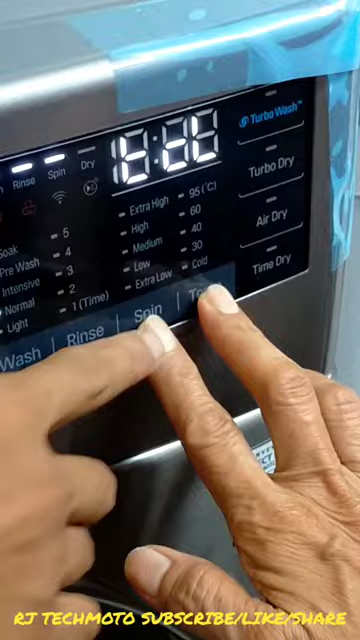 TurboWash™
Rinse
Spin
Dry
Turbo Dry
Air Dry
Time Dry
Extra High
High
Medium
Low
Extra Low
95(°C)
60
40
30
Cold
5
4
3
2
1(Time)
Soak
Pre Wash
Intensive
Normal
Light
Wash
Rinse
Spin
RJ TECHMOTO SUBSCRIBE/LIKE/SHARE